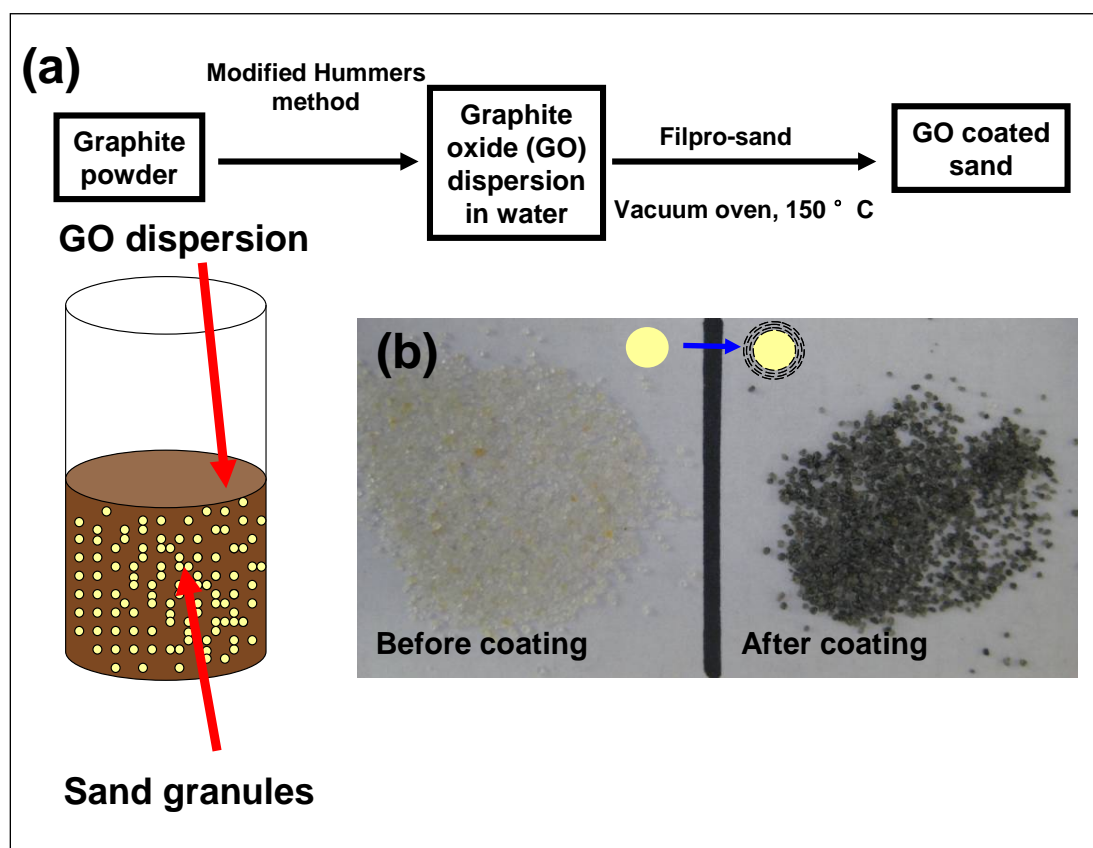 (a)
Modified Hummers
method
Graphite
powder
Graphite
oxide (GO)
dispersion
in water
Filpro-sand
Vacuum oven, 150 ° C
GO coated
sand
GO dispersion
Sand granules
(b)
Before coating
After coating